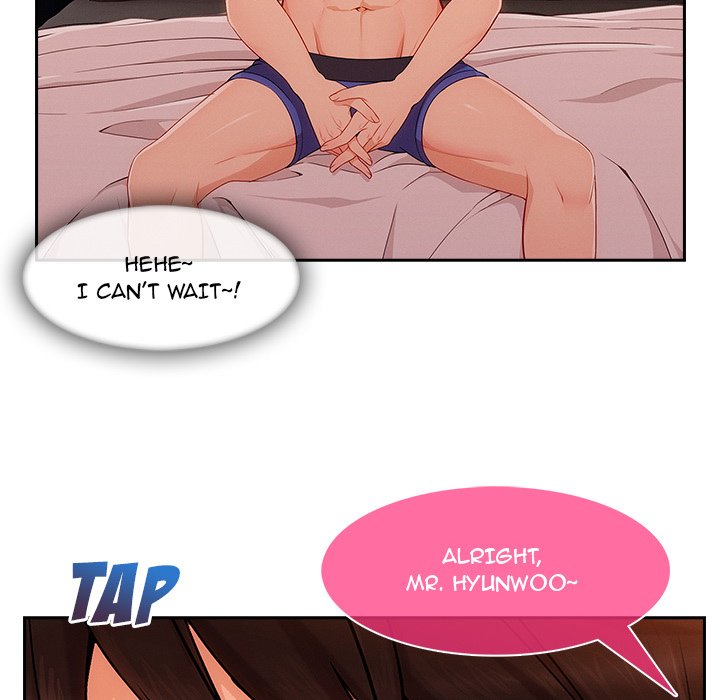 HEHE~
I CAN'T WAIT~!
TAP
ALRIGHT,
MR. HYUNWOO~